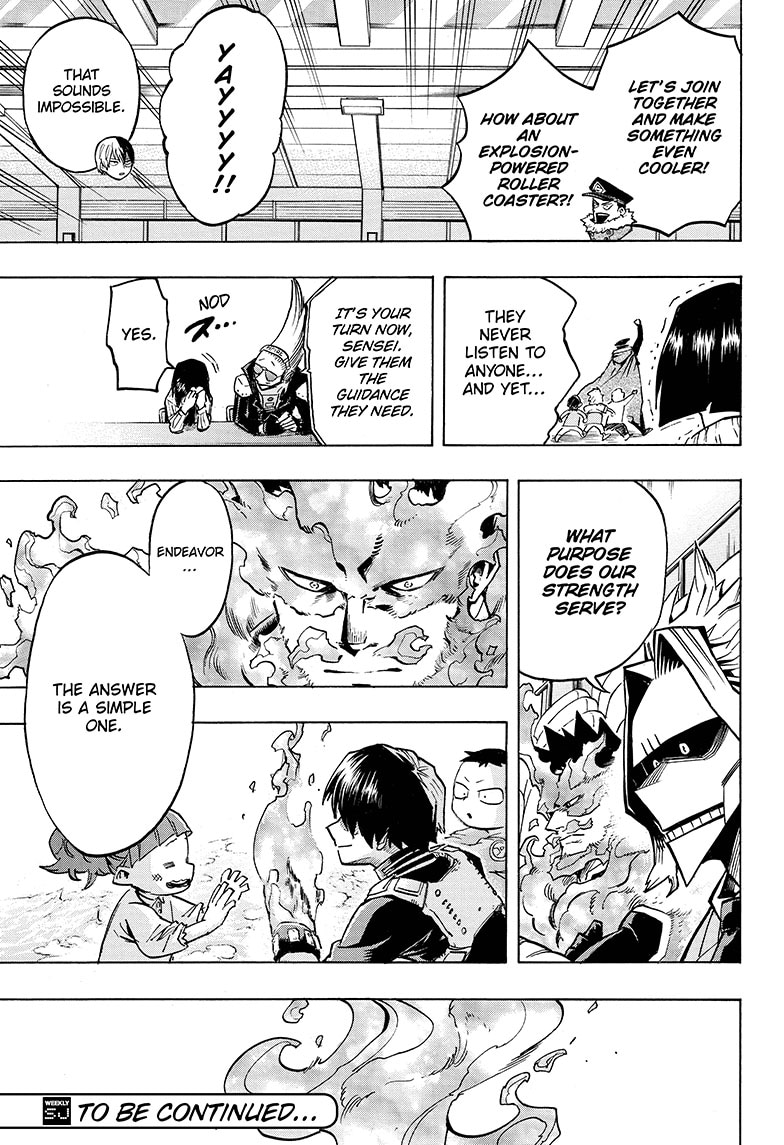 LET'S JOIN
TOGETHER
AND MAKE
SOMETHING
EVEN
COOLER!
HOW ABOUT
AN
EXPLOSION-
POWERED
ROLLER
COASTER?!
YAYYYY!!
THAT
SOUNDS
IMPOSSIBLE.
THEY
NEVER
LISTEN TO
ANYONE...
AND YET...
IT'S YOUR
TURN NOW,
SENSEI.
GIVE THEM
THE
GUIDANCE
THEY NEED.
NOD
ス...
YES.
WHAT
PURPOSE
DOES OUR
STRENGTH
SERVE?
ENDEAVOR
...
THE ANSWER
IS A SIMPLE
ONE.
WEEKLY
SJ
TO BE CONTINUED...